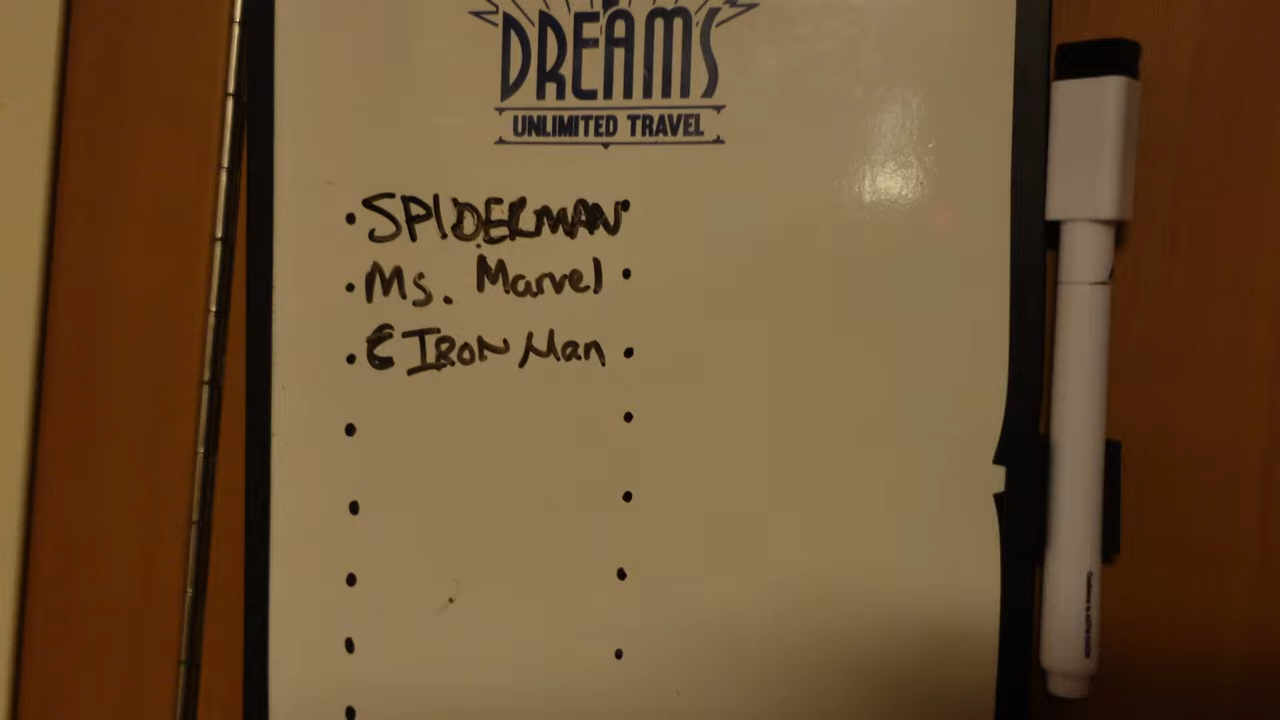 DREAMS
UNLIMITED TRAVEL
• SPIDERMAN •
• Ms. Marvel •
• IRON Man •